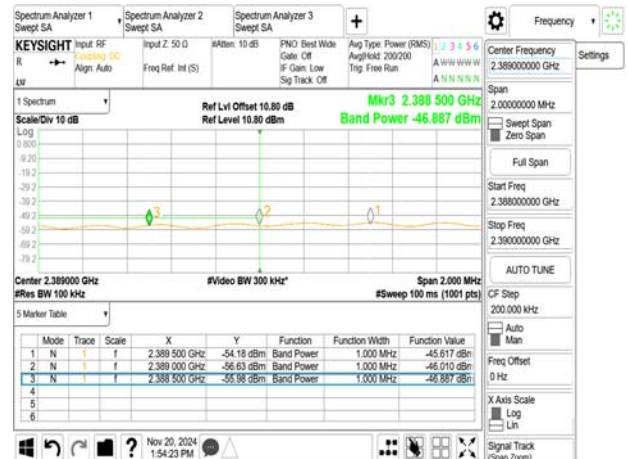 Spectrum Analyzer 1
Swept SA
Spectrum Analyzer 2
Swept SA
Spectrum Analyzer 3
Swept SA
Frequency
KEYSIGHT
R
Input: RF
Coupling: DC
Align: Auto
Input Z: 50 Ω
Freq Ref: Int (S)
#Atten: 10 dB
PNO: Best Wide
Gate: Off
IF Gain: Low
Sig Track: Off
Avg Type: Power (RMS)
Avg|Hold: 200/200
Trig: Free Run
1 2 3 4 5 6
A W W W W W
A N N N N N
1 Spectrum
Scale/Div 10 dB
Ref Lvl Offset 10.80 dB
Ref Level 10.80 dBm
Mkr3 2.388 500 GHz
Band Power -46.887 dBm
Log
0.800
-9.20
-19.2
-29.2
-39.2
-49.2
-59.2
-69.2
-79.2
3
2
1
Center 2.389000 GHz
#Res BW 100 kHz
#Video BW 300 kHz*
Span 2.000 MHz
#Sweep 100 ms (1001 pts)
5 Marker Table
Mode Trace Scale X Y Function Function Width Function Value
1 N 1 f 2.389 500 GHz -54.18 dBm Band Power 1.000 MHz -45.617 dBm
2 N 1 f 2.389 000 GHz -56.63 dBm Band Power 1.000 MHz -46.010 dBm
3 N 1 f 2.388 500 GHz -55.98 dBm Band Power 1.000 MHz -46.887 dBm
4
5
6
Nov 20, 2024
1:54:23 PM
Center Frequency
2.389000000 GHz
Settings
Span
2.00000000 MHz
Swept Span
Zero Span
Full Span
Start Freq
2.388000000 GHz
Stop Freq
2.390000000 GHz
AUTO TUNE
CF Step
200.000 kHz
Auto
Man
Freq Offset
0 Hz
X Axis Scale
Log
Lin
Signal Track
(Span Zoom)